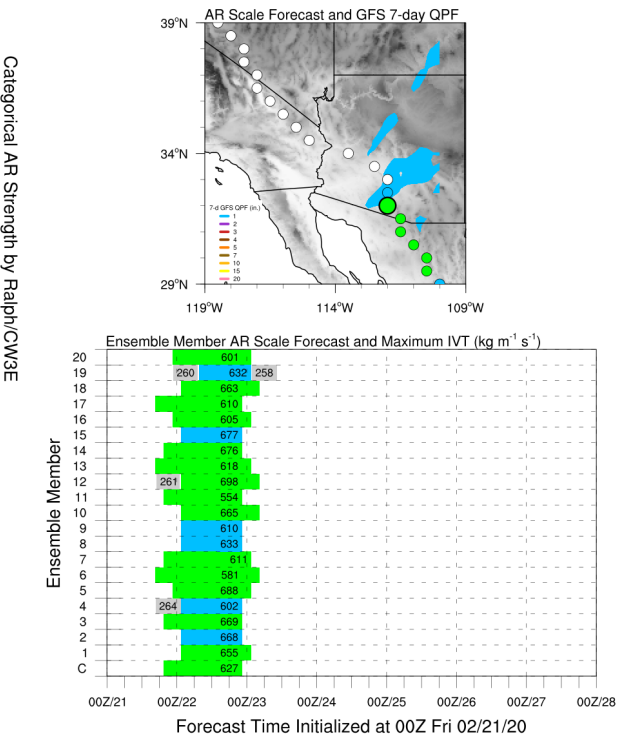 AR Scale Forecast and GFS 7-day QPF
39°N
34°N
29°N
7-d GFS QPF (in.)
1
2
3
4
5
7
10
15
20
119°W 114°W 109°W
Categorical AR Strength by Ralph/CW3E
Ensemble Member AR Scale Forecast and Maximum IVT (kg m⁻¹ s⁻¹)
Ensemble Member
20 601
19 260 632 258
18 663
17 610
16 605
15 677
14 676
13 618
12 261 698
11 554
10 665
9 610
8 633
7 611
6 581
5 688
4 264 602
3 669
2 668
1 655
C 627
00Z/21 00Z/22 00Z/23 00Z/24 00Z/25 00Z/26 00Z/27 00Z/28
Forecast Time Initialized at 00Z Fri 02/21/20